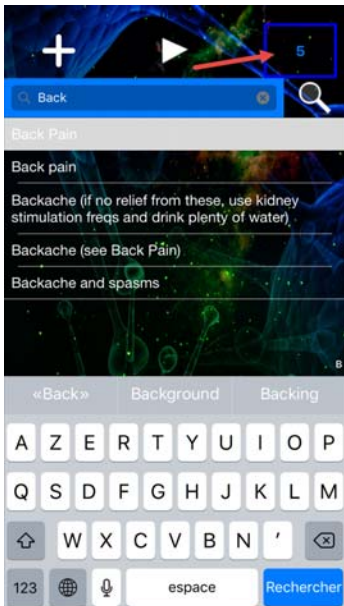 5
Back
Back Pain
Back pain
Backache (if no relief from these, use kidney
stimulation freqs and drink plenty of water)
Backache (see Back Pain)
Backache and spasms
B
«Back» Background Backing
A Z E R T Y U I O P
Q S D F G H J K L M
W X C V B N '
123 espace Rechercher